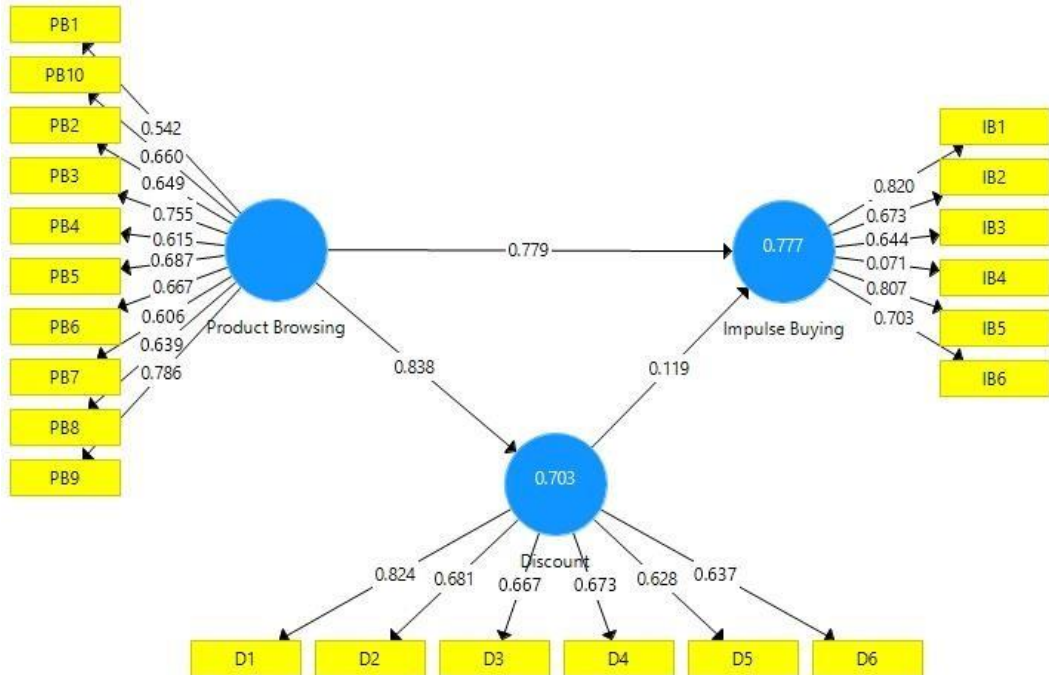 PB1
PB10
PB2
PB3
PB4
PB5
PB6
PB7
PB8
PB9
0.542
0.660
0.649
0.755
0.615
0.687
0.667
0.606
0.639
0.786
Product Browsing
0.779
0.838
0.777
Impulse Buying
0.119
0.820
0.673
0.644
0.071
0.807
0.703
IB1
IB2
IB3
IB4
IB5
IB6
0.703
Discount
0.824
0.681
0.667
0.673
0.628
0.637
D1
D2
D3
D4
D5
D6